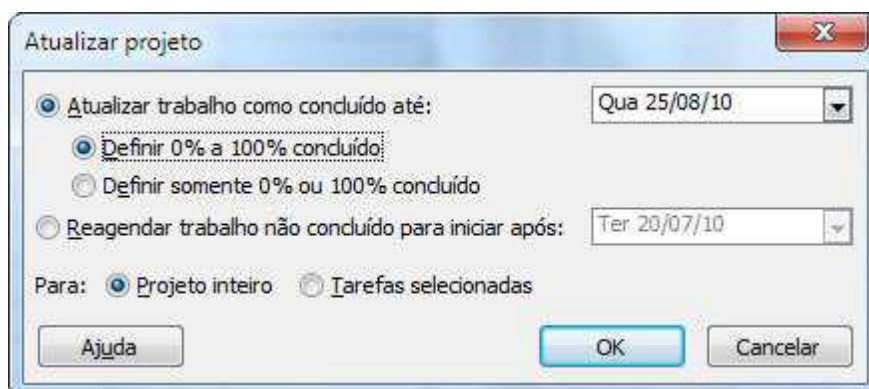 Atualizar projeto
Atualizar trabalho como concluído até: Qua 25/08/10
Definir 0% a 100% concluído
Definir somente 0% ou 100% concluído
Reagendar trabalho não concluído para iniciar após: Ter 20/07/10
Para: Projeto inteiro Tarefas selecionadas
Ajuda OK Cancelar